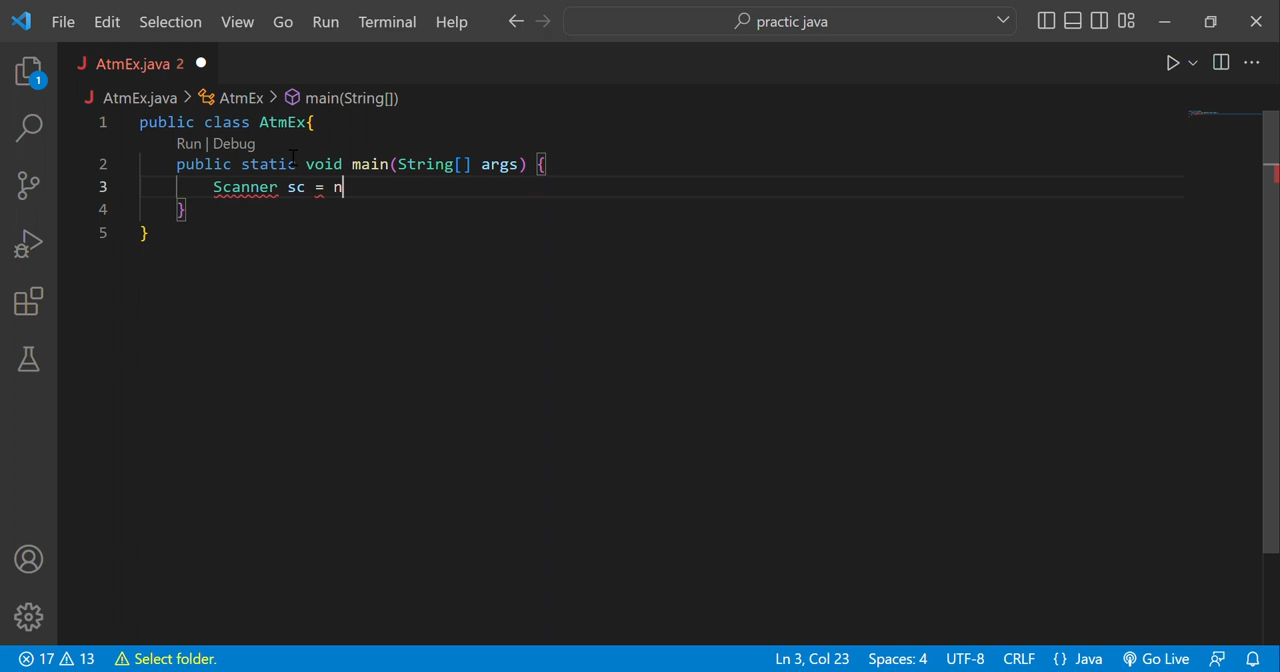 File Edit Selection View Go Run Terminal Help practic java
1
J AtmEx.java 2
J AtmEx.java > AtmEx > main(String[])
1 public class AtmEx{
Run | Debug
2 public static void main(String[] args) {
3 Scanner sc = n
4 }
5 }
17 13 Select folder. Ln 3, Col 23 Spaces: 4 UTF-8 CRLF {} Java Go Live